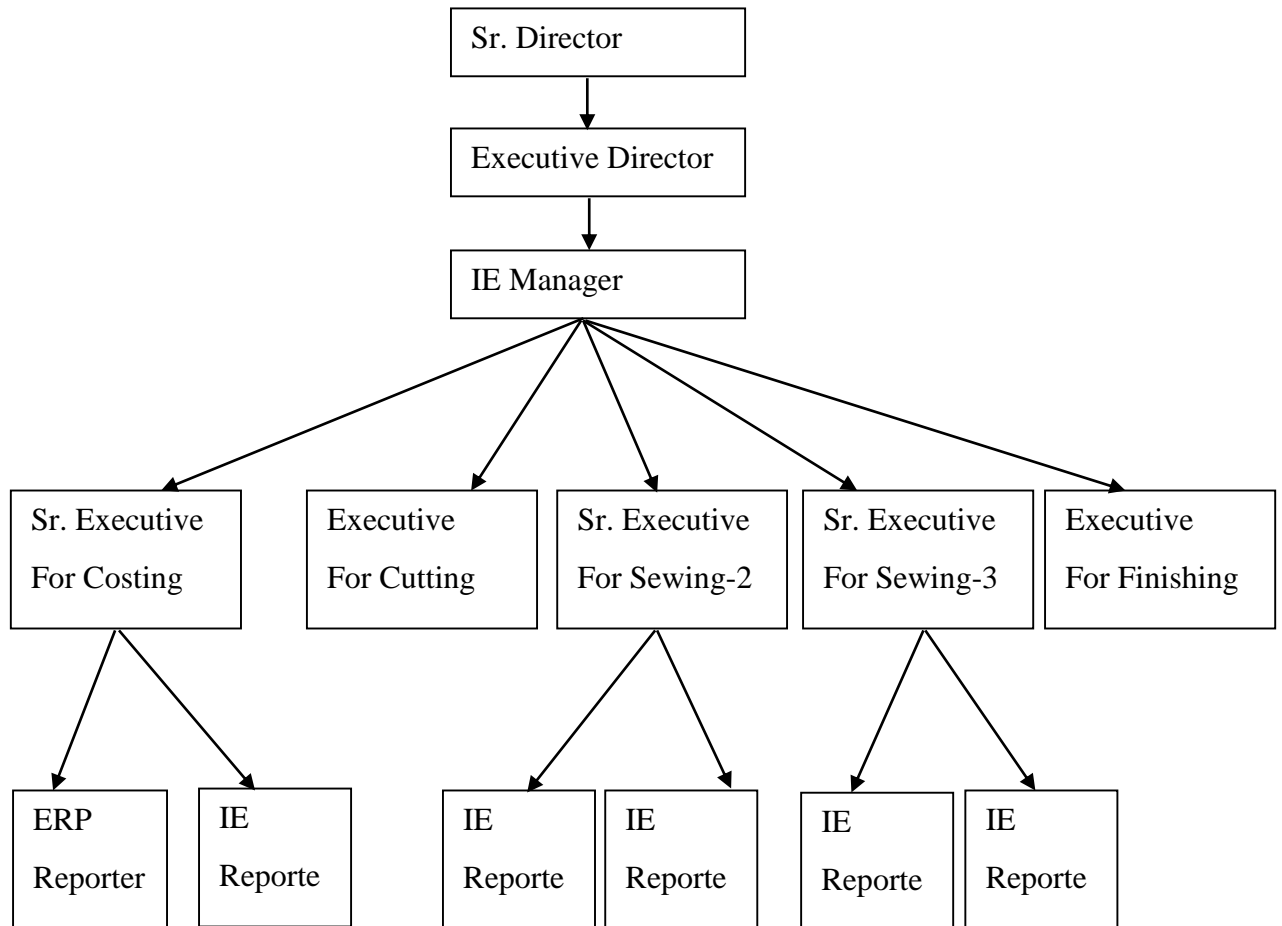 Sr. Director
Executive Director
IE Manager
Sr. Executive
For Costing
Executive
For Cutting
Sr. Executive
For Sewing-2
Sr. Executive
For Sewing-3
Executive
For Finishing
ERP
Reporter
IE
Reporte
IE
Reporte
IE
Reporte
IE
Reporte
IE
Reporte